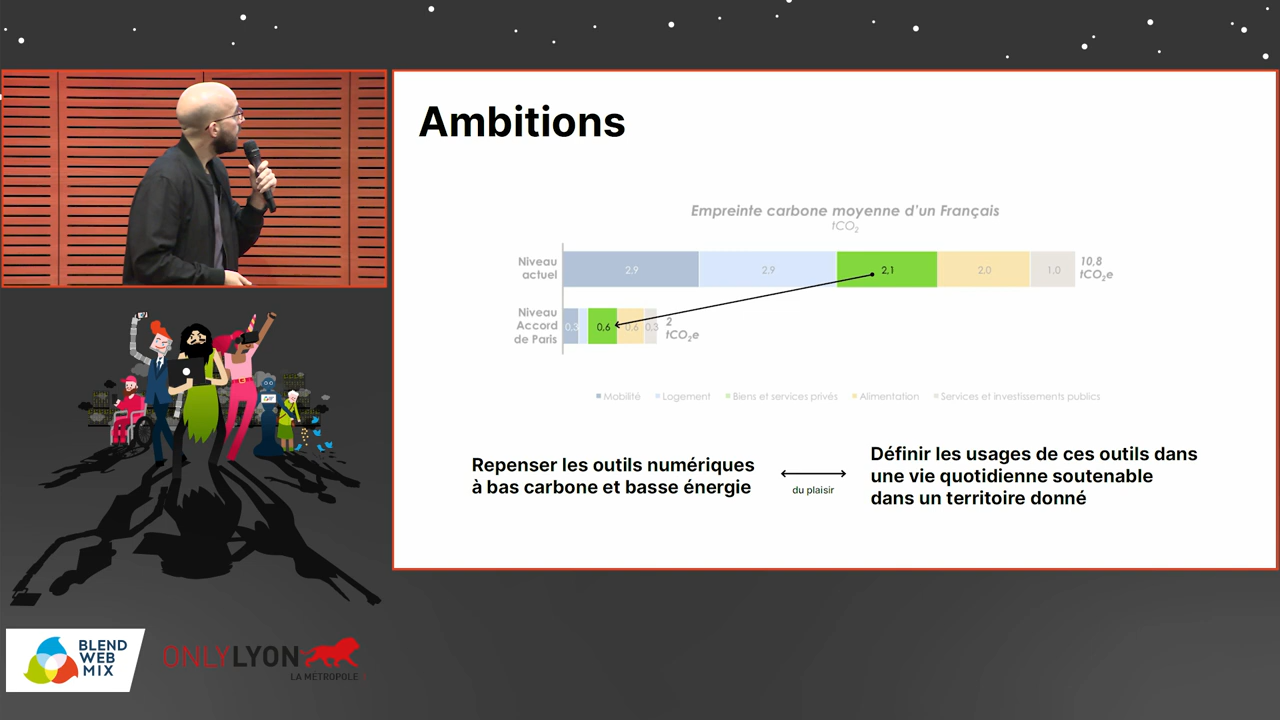 Ambitions
Empreinte carbone moyenne d'un Français
tCO₂
Niveau
actuel
2.9
2.9
2,1
2.0
1.0
10,8
tCO₂e
Niveau
Accord
de Paris
0.3
0,6
0.6
0.3
2
tCO₂e
Mobilité
Logement
Biens et services privés
Alimentation
Services et investissements publics
Repenser les outils numériques
à bas carbone et basse énergie
du plaisir
Définir les usages de ces outils dans
une vie quotidienne soutenable
dans un territoire donné
BLEND
WEB
MIX
ONLYLYON
LA MÉTROPOLE